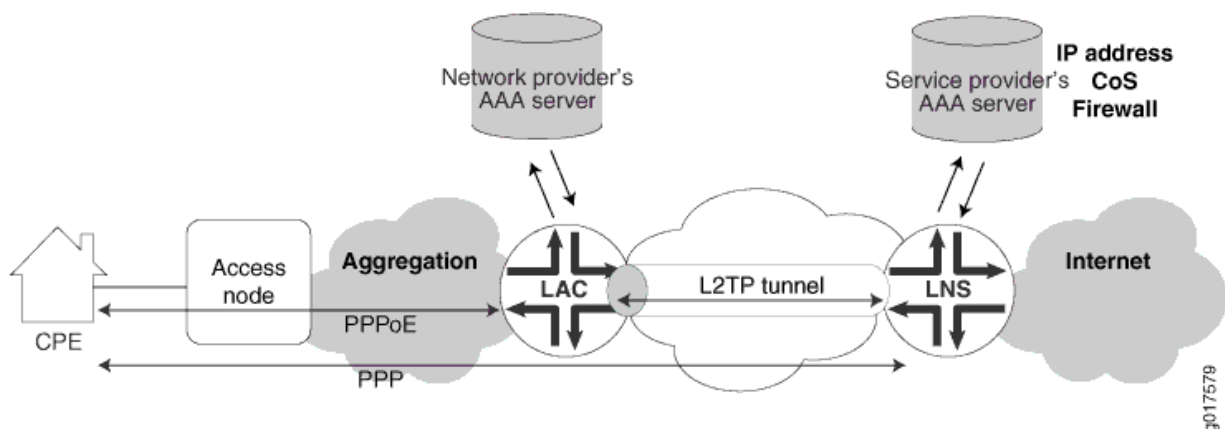 Network provider's
AAA server
Service provider's
AAA server
IP address
CoS
Firewall
Access
node
Aggregation
LAC
L2TP tunnel
LNS
Internet
CPE
PPPoE
PPP
g017579